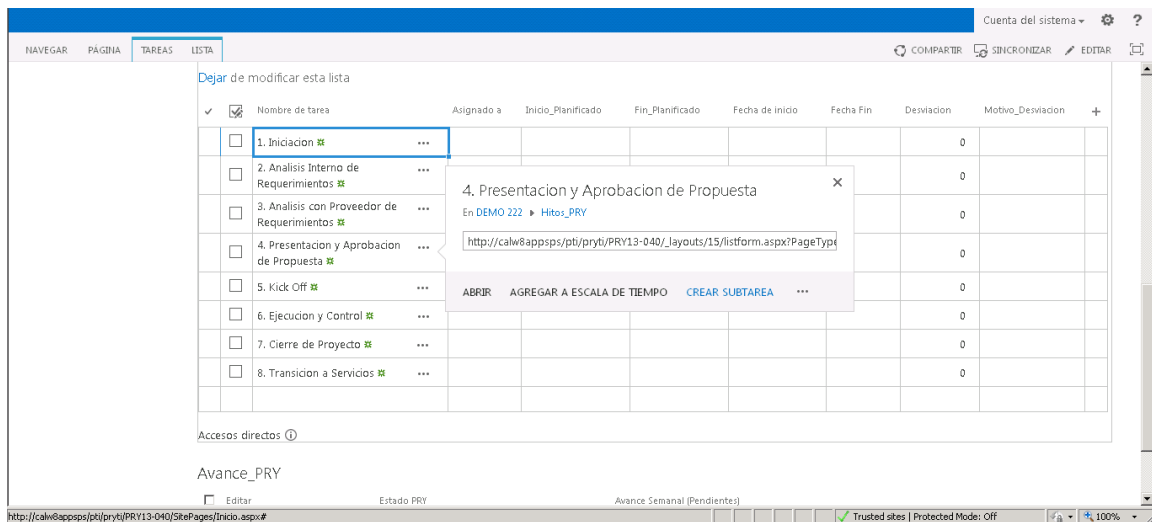 Cuenta del sistema
?
NAVEGAR PÁGINA TAREAS LISTA COMPARTIR SINCRONIZAR EDITAR
Dejar de modificar esta lista
Nombre de tarea Asignado a Inicio_Planificado Fin_Planificado Fecha de inicio Fecha Fin Desviacion Motivo_Desviacion +
1. Iniciacion ... 0
2. Analisis Interno de
Requerimientos ... 0
3. Analisis con Proveedor de
Requerimientos ... 0
4. Presentacion y Aprobacion
de Propuesta ... 0
5. Kick Off ... 0
6. Ejecucion y Control ... 0
7. Cierre de Proyecto ... 0
8. Transicion a Servicios ... 0
4. Presentacion y Aprobacion de Propuesta
En DEMO 222 Hitos_PRY
http://calw8appsps/pti/pryti/PRY13-040/_layouts/15/listform.aspx?PageType
ABRIR AGREGAR A ESCALA DE TIEMPO CREAR SUBTAREA ...
Accesos directos
Avance_PRY
Editar Estado PRY Avance Semanal (Pendientes)
http://calw8appsps/pti/pryti/PRY13-040/SitePages/Inicio.aspx# Trusted sites | Protected Mode: Off 100%